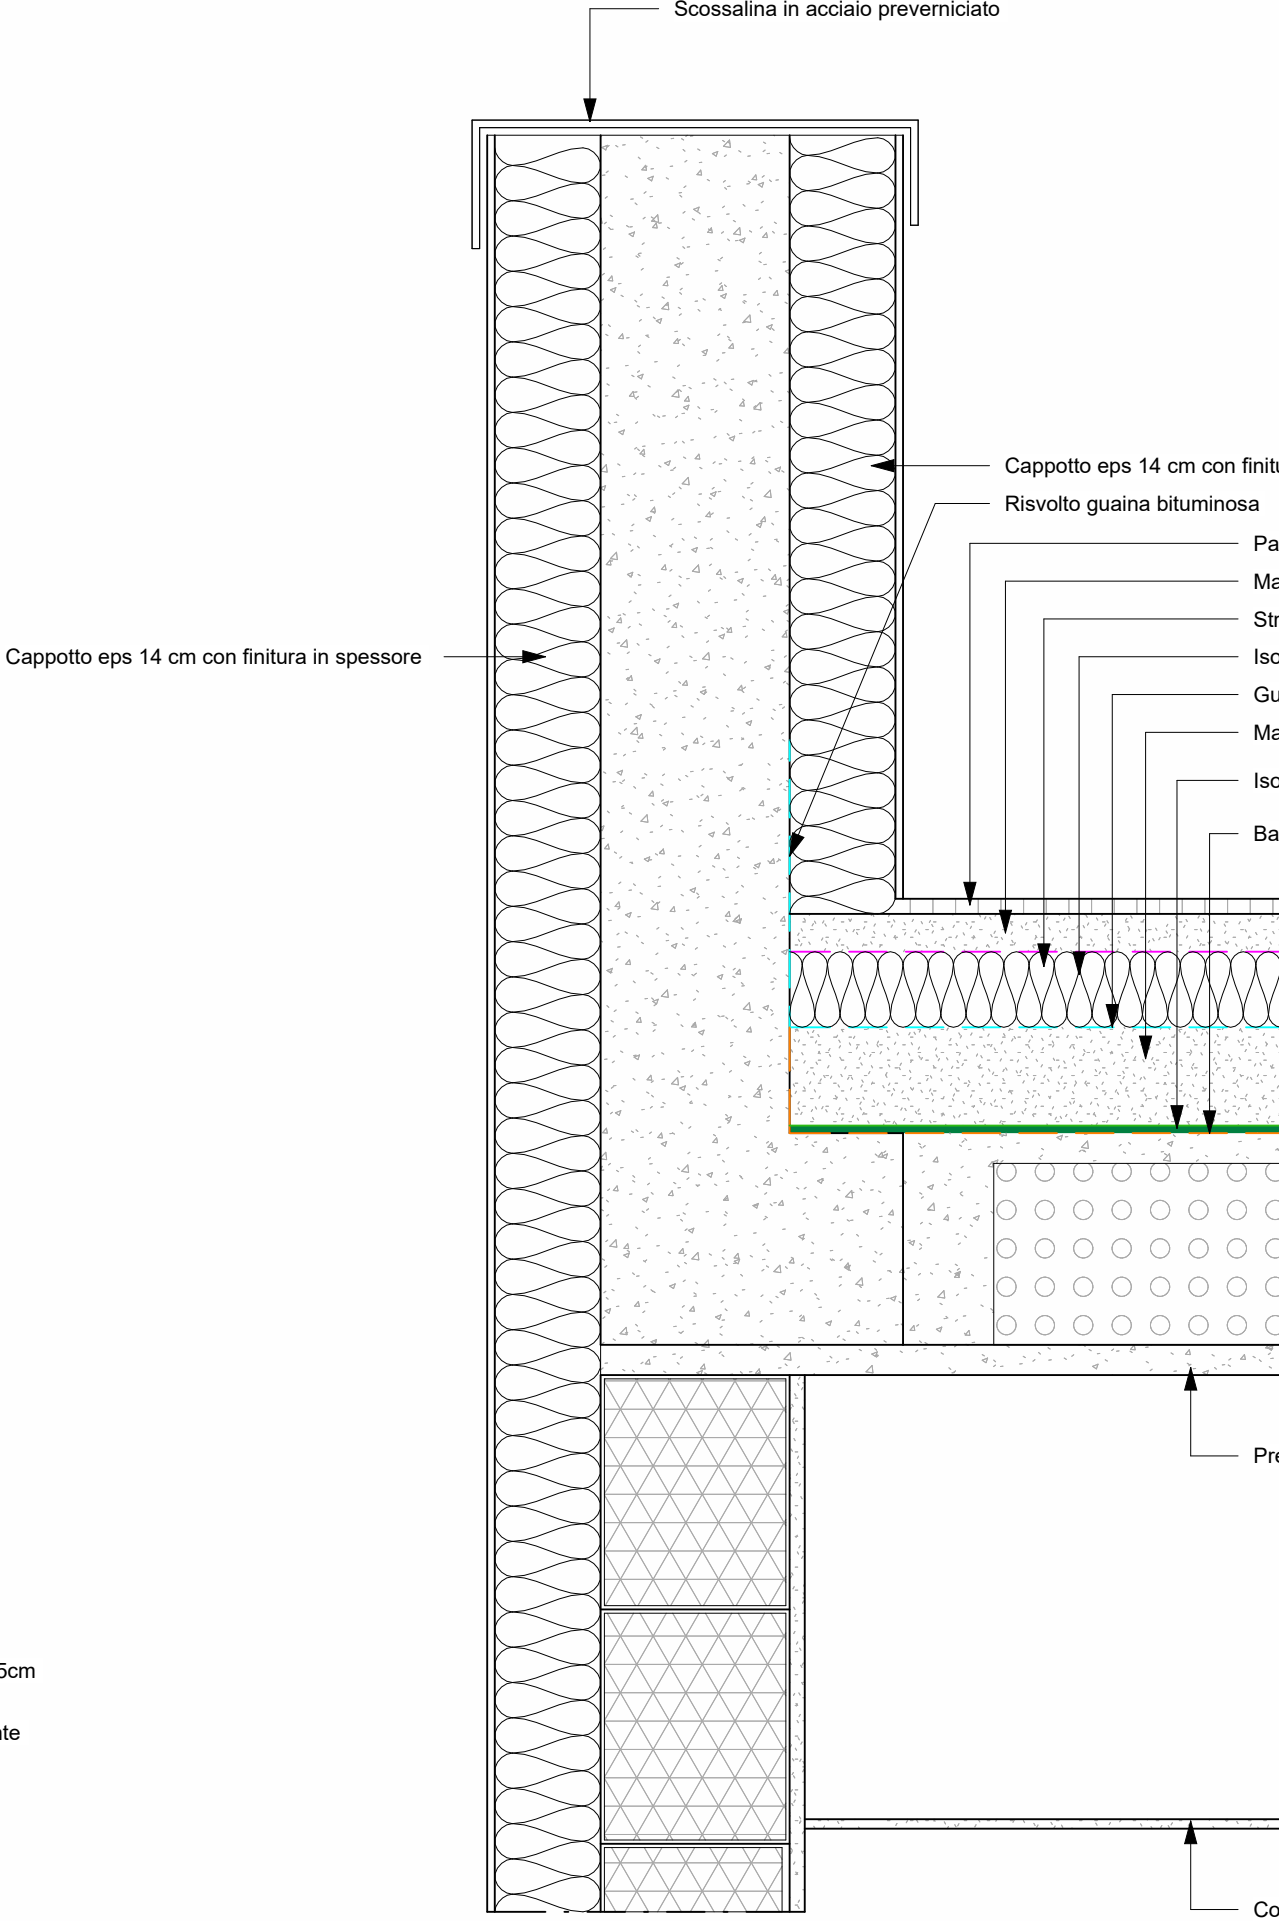 Scossalina in acciaio preverniciato
Cappotto eps 14 cm con finitu
Risvolto guaina bituminosa
Pa
Ma
Str
Iso
Gu
Ma
Iso
Ba
Cappotto eps 14 cm con finitura in spessore
Pre
5cm
nte
Co